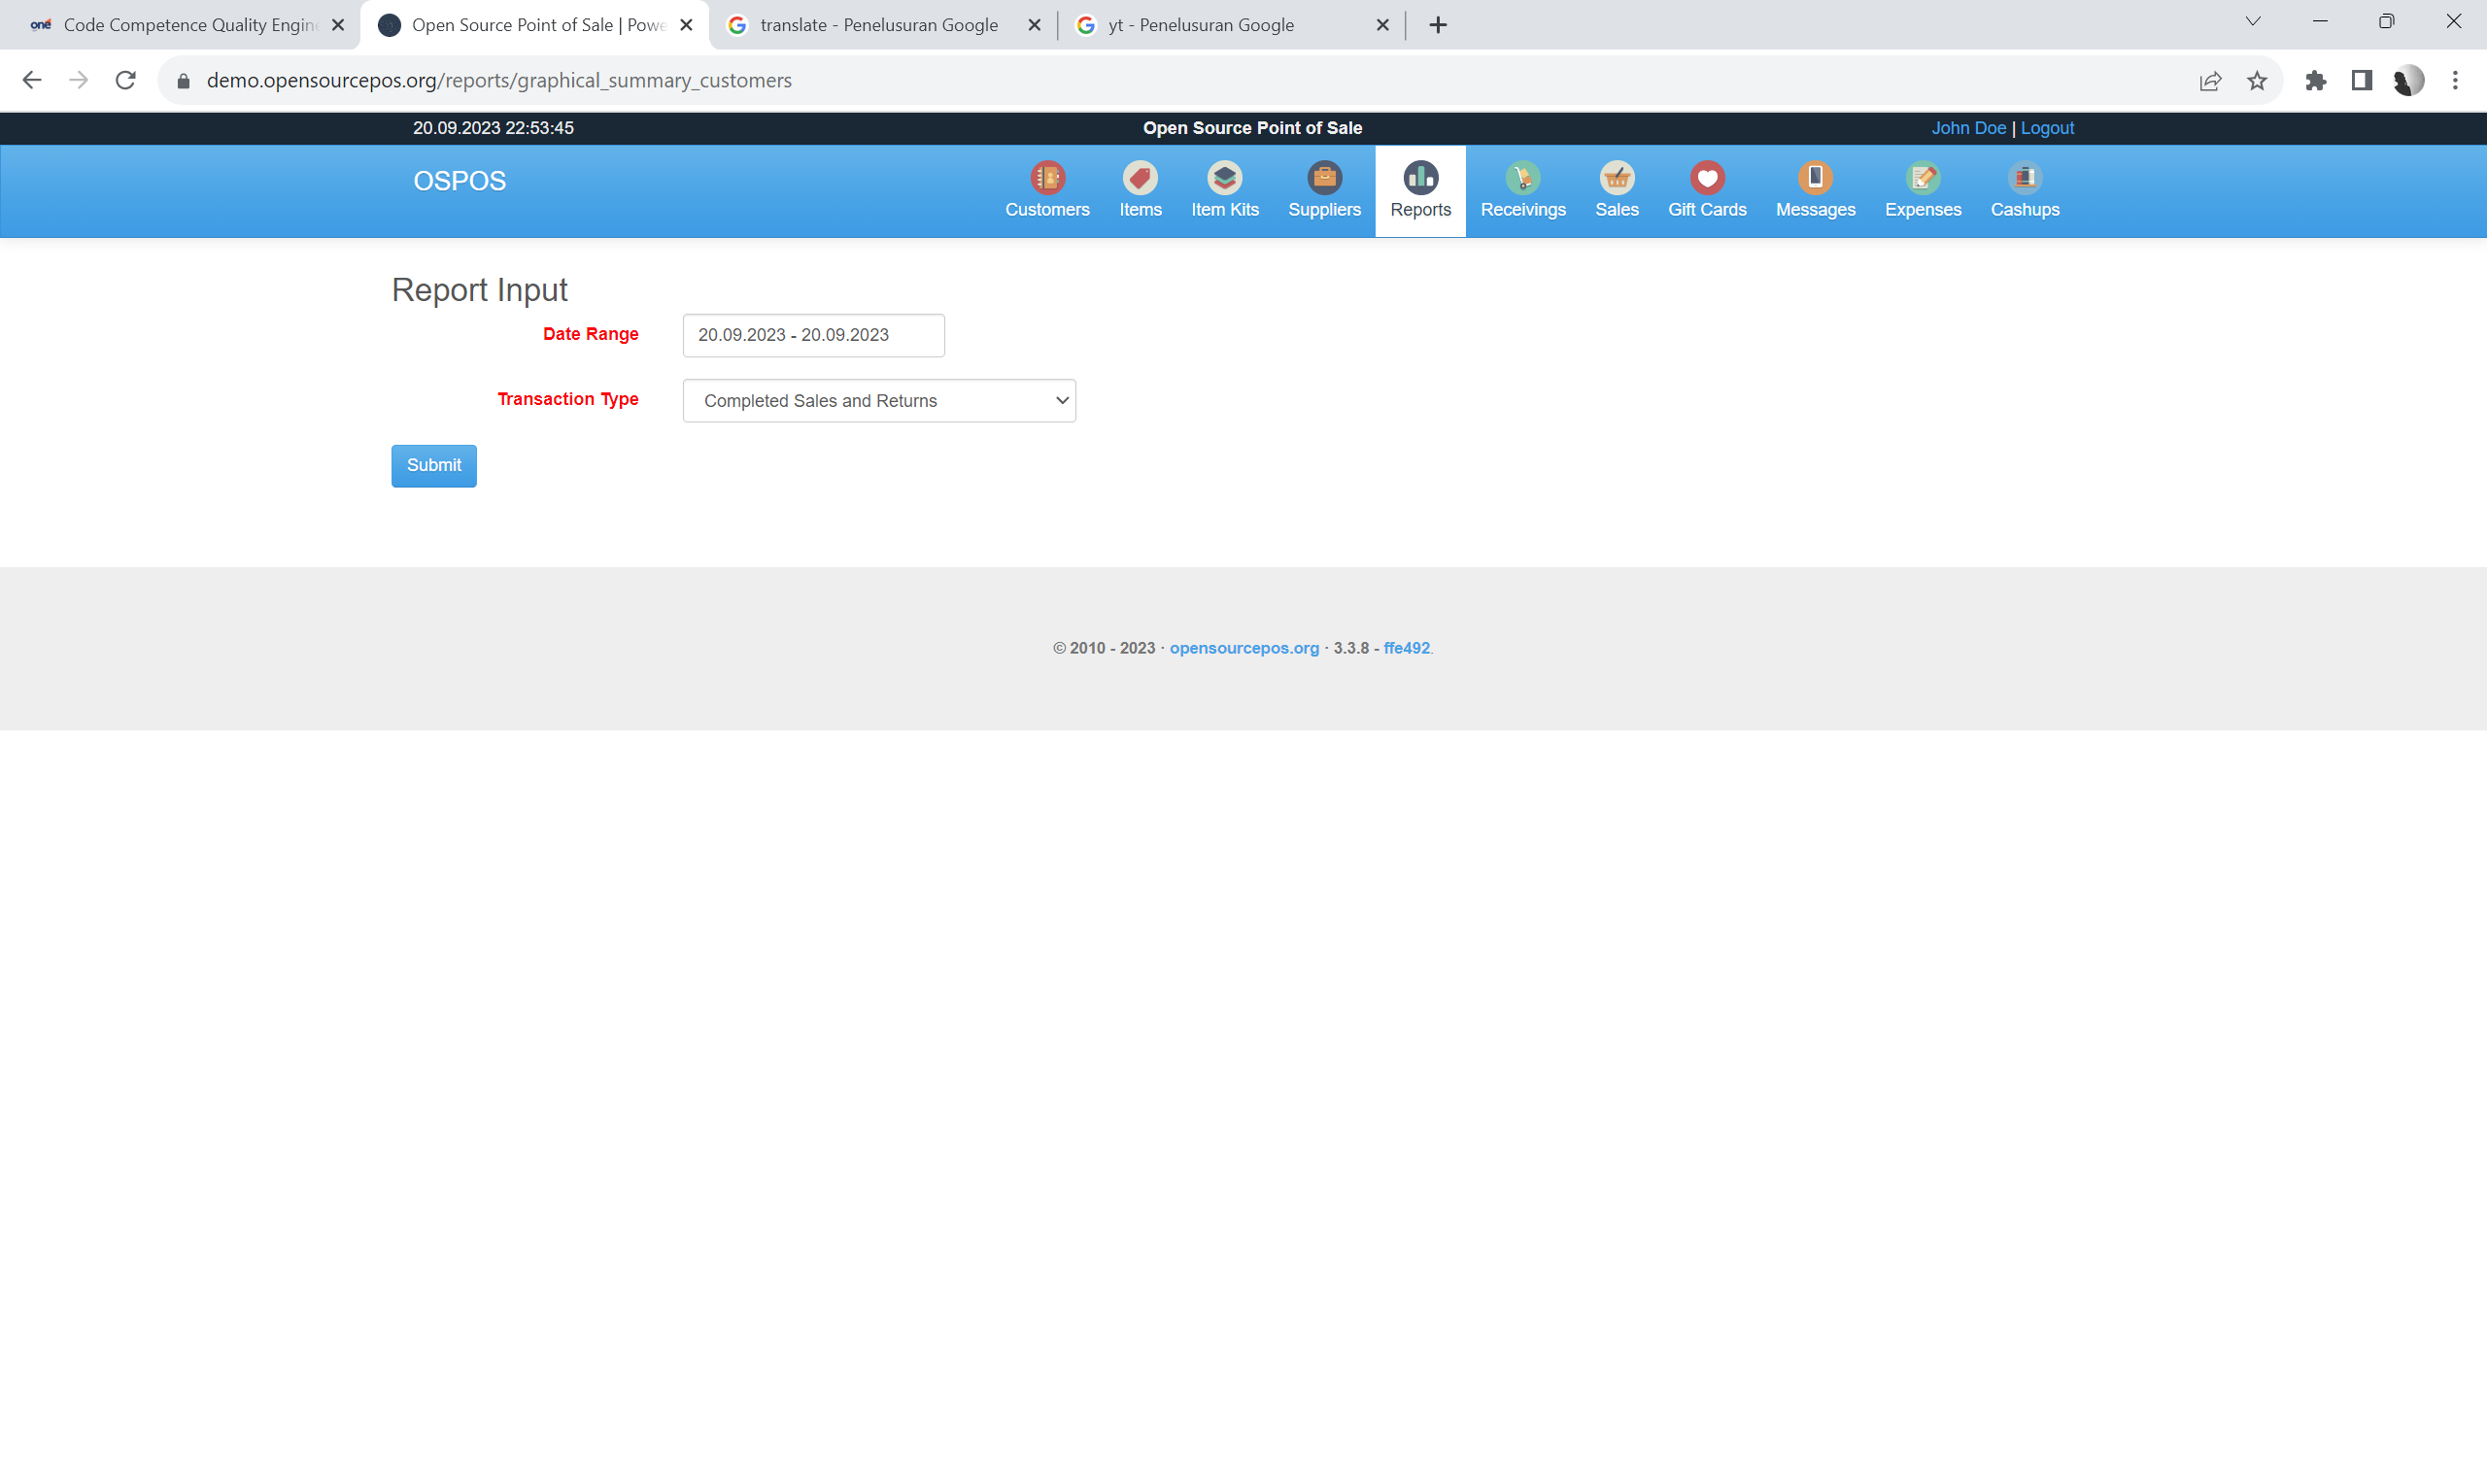 one Code Competence Quality Engin
Open Source Point of Sale | Powe
translate - Penelusuran Google
yt - Penelusuran Google
demo.opensourcepos.org/reports/graphical_summary_customers
20.09.2023 22:53:45
Open Source Point of Sale
John Doe | Logout
OSPOS
Customers
Items
Item Kits
Suppliers
Reports
Receivings
Sales
Gift Cards
Messages
Expenses
Cashups
Report Input
Date Range
20.09.2023 - 20.09.2023
Transaction Type
Completed Sales and Returns
Submit
© 2010 - 2023 · opensourcepos.org · 3.3.8 - ffe492.